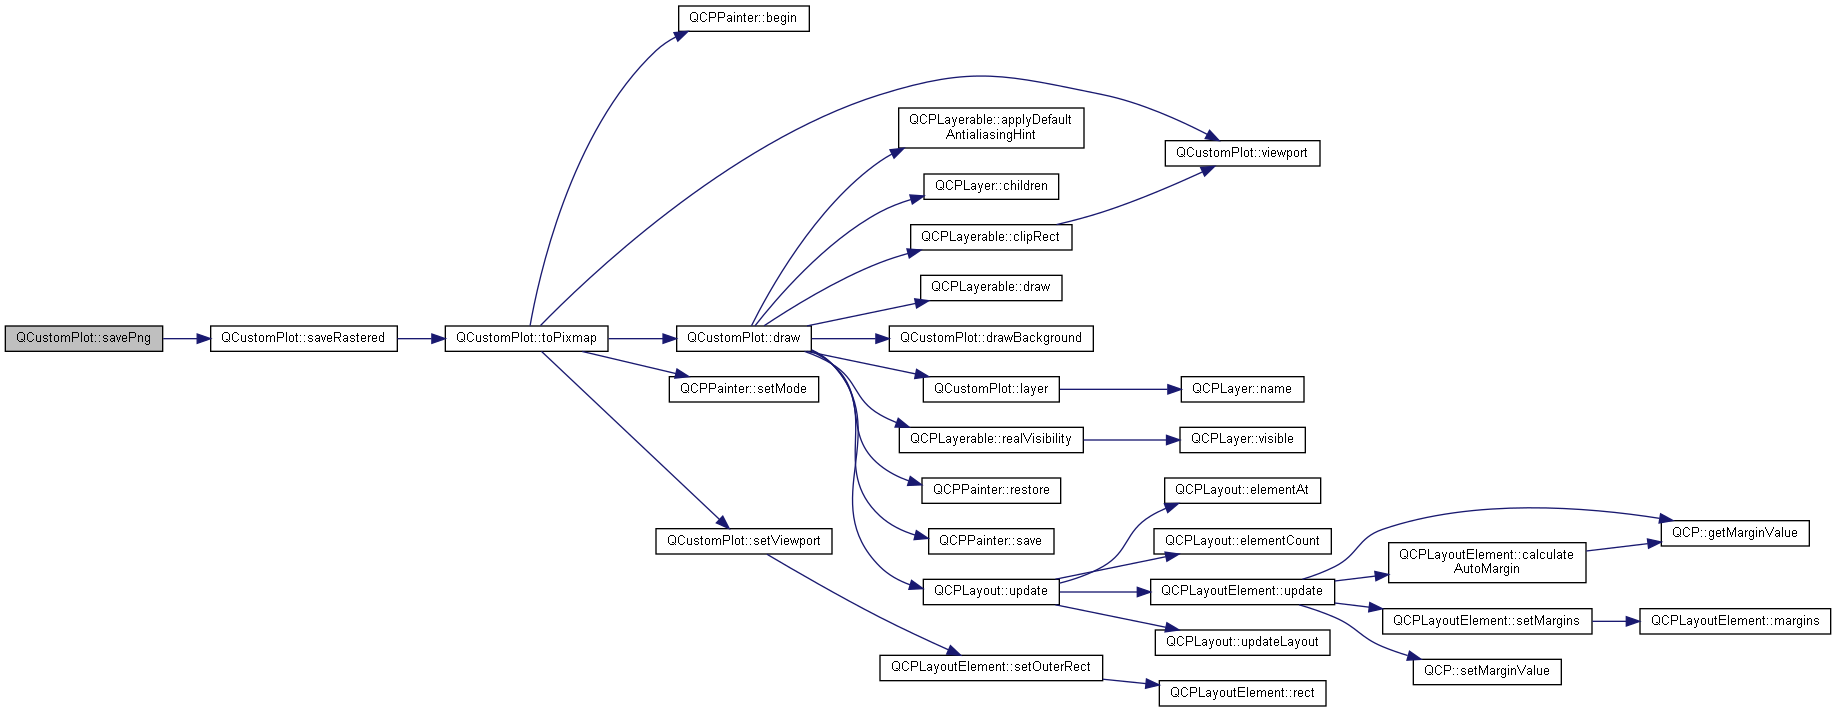 QCPPainter::begin
QCPLayerable::applyDefault
AntialiasingHint
QCustomPlot::viewport
QCPLayer::children
QCPLayerable::clipRect
QCPLayerable::draw
QCustomPlot::savePng
QCustomPlot::saveRastered
QCustomPlot::toPixmap
QCustomPlot::draw
QCustomPlot::drawBackground
QCPPainter::setMode
QCustomPlot::layer
QCPLayer::name
QCPLayerable::realVisibility
QCPLayer::visible
QCPPainter::restore
QCPLayout::elementAt
QCustomPlot::setViewport
QCPPainter::save
QCPLayout::elementCount
QCP::getMarginValue
QCPLayoutElement::calculate
AutoMargin
QCPLayout::update
QCPLayoutElement::update
QCPLayoutElement::setMargins
QCPLayoutElement::margins
QCPLayout::updateLayout
QCPLayoutElement::setOuterRect
QCP::setMarginValue
QCPLayoutElement::rect